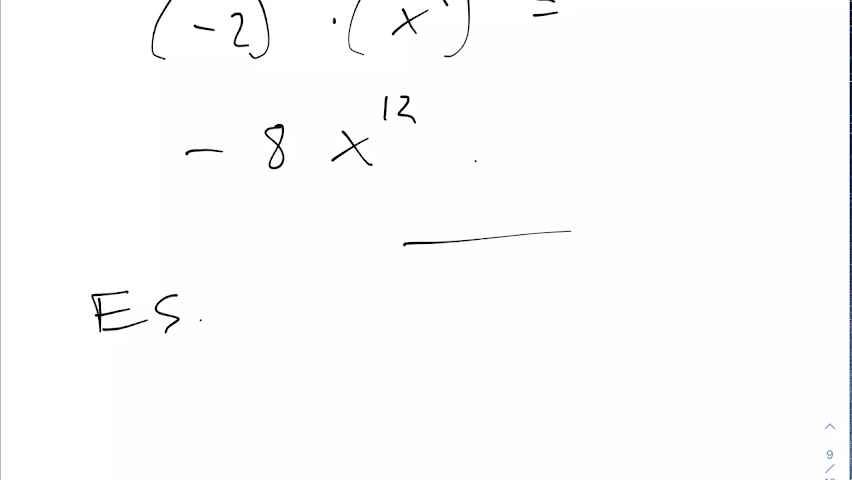 (-2) · (x ) =
- 8 x¹² .
ES.
9
/